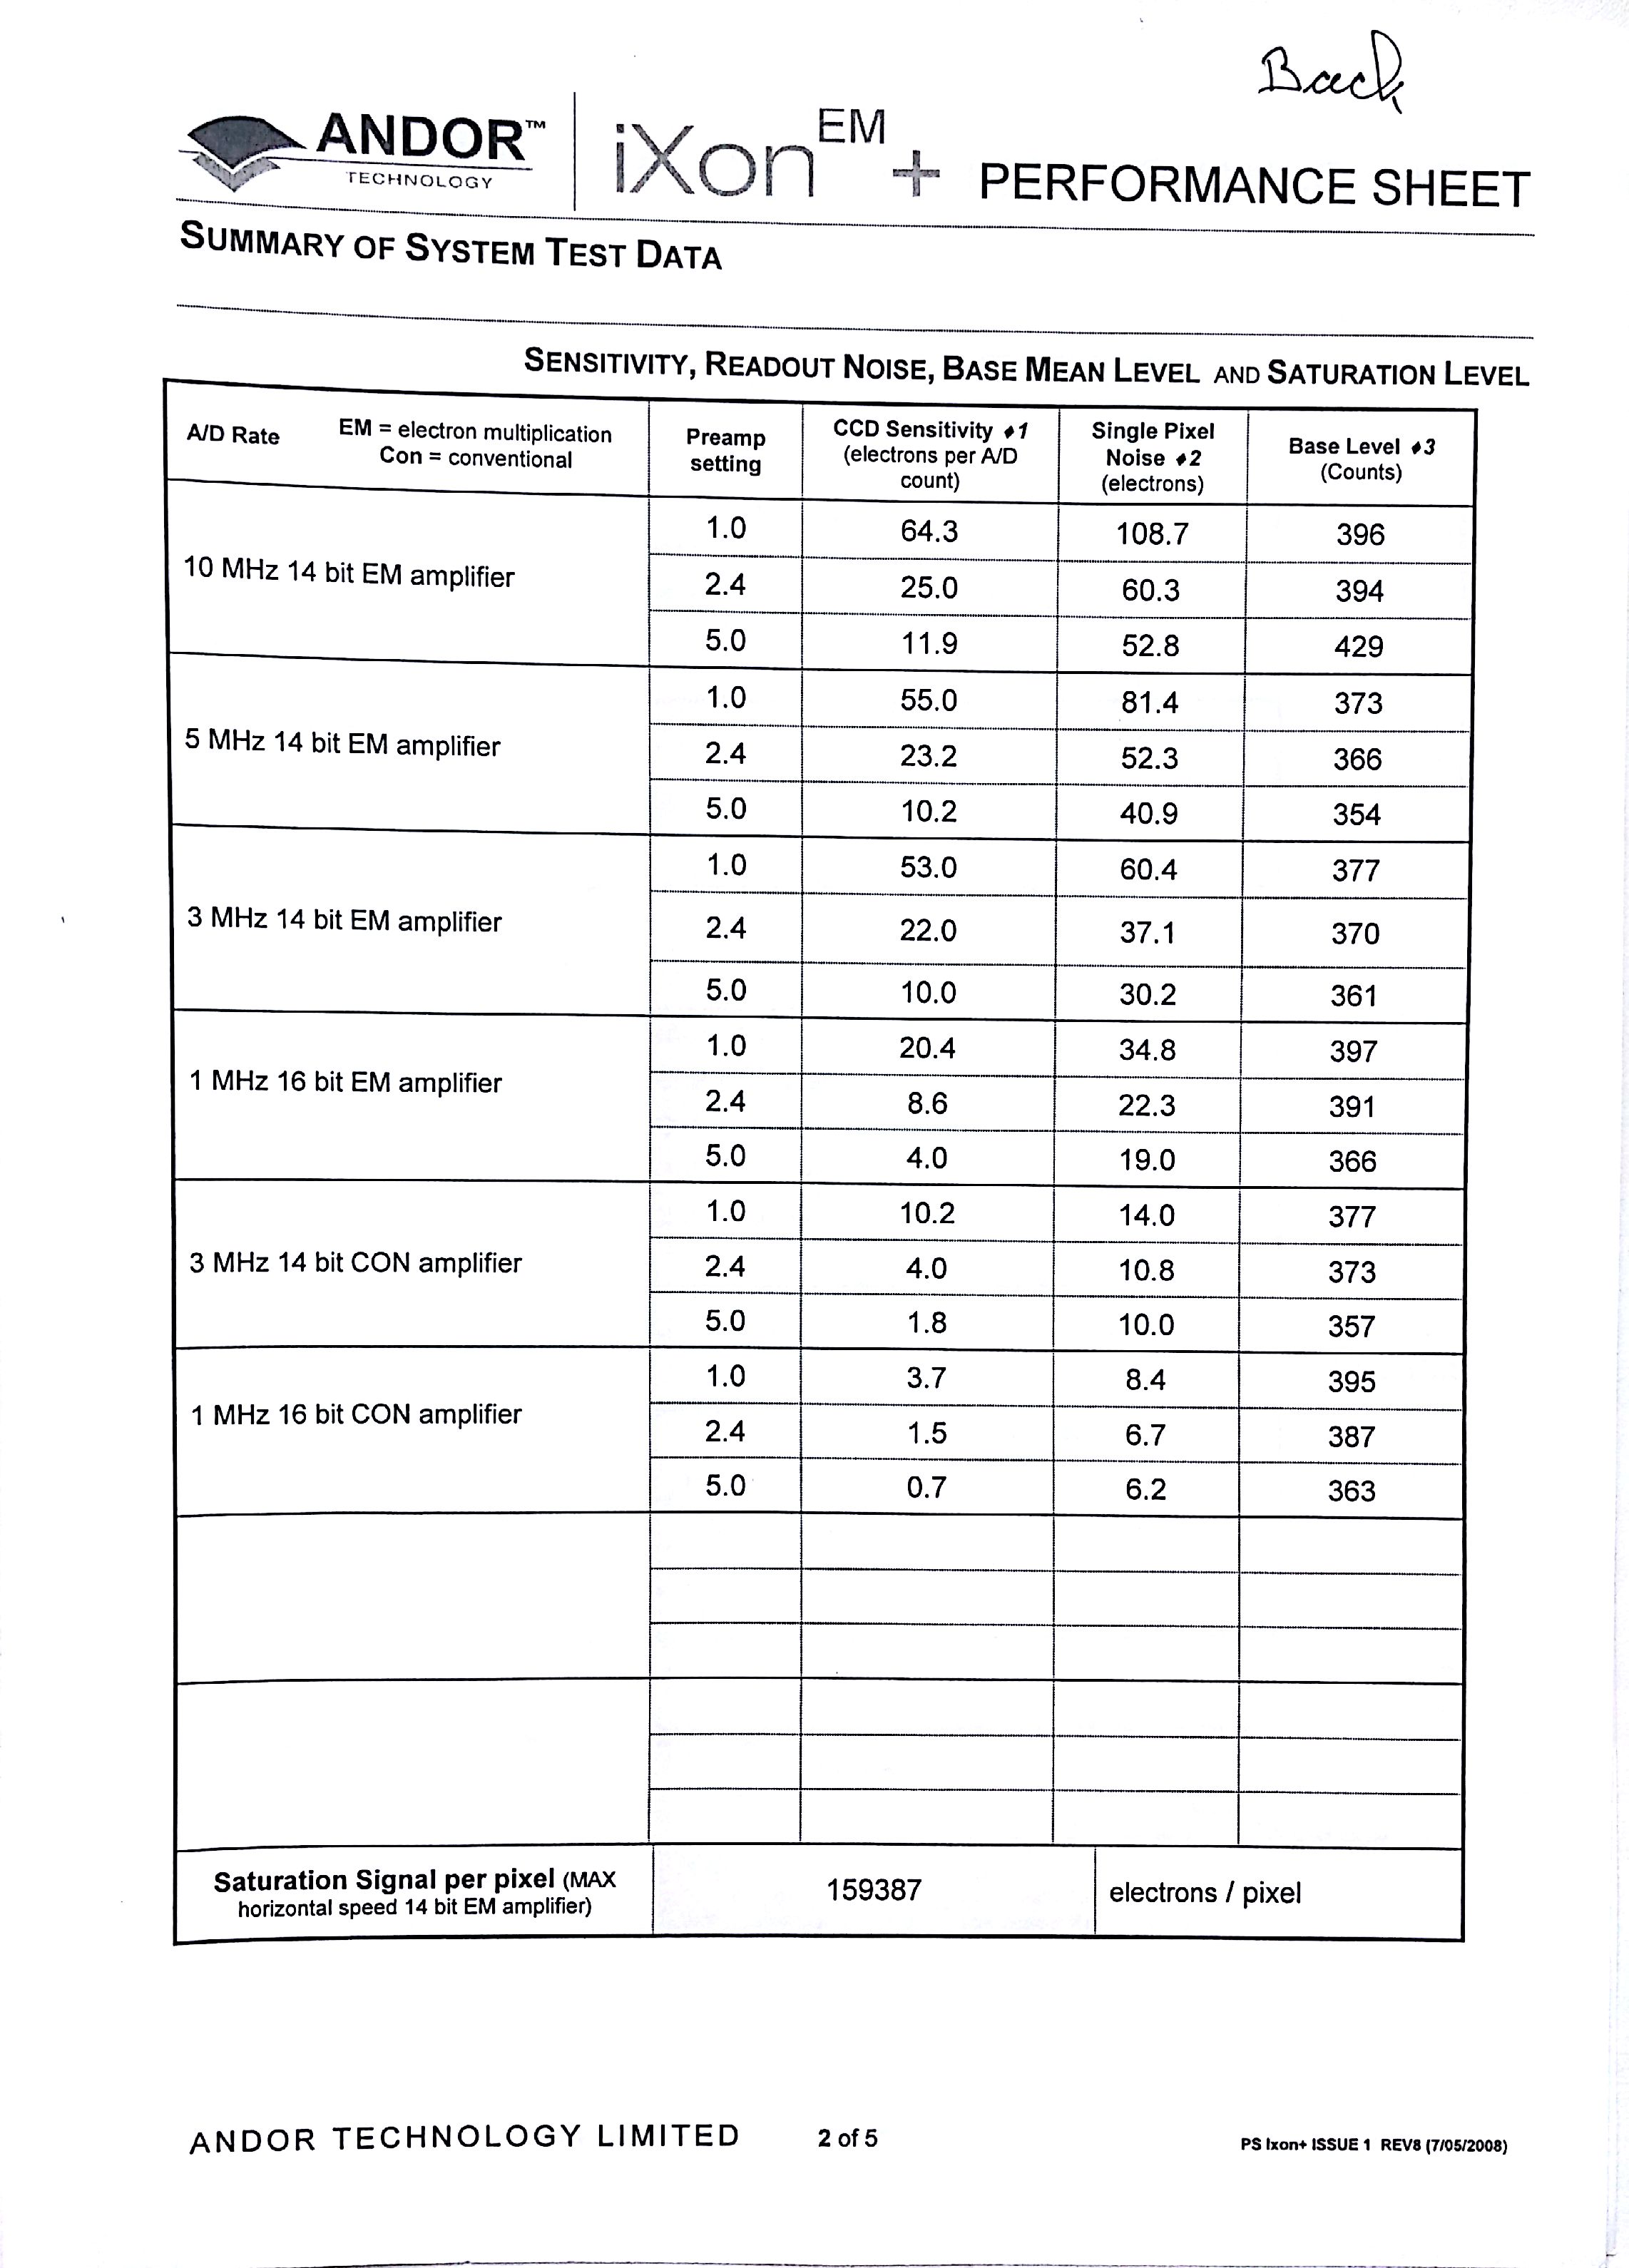 Back
ANDOR™
TECHNOLOGY
iXon EM +
PERFORMANCE SHEET
SUMMARY OF SYSTEM TEST DATA
SENSITIVITY, READOUT NOISE, BASE MEAN LEVEL AND SATURATION LEVEL
A/D Rate EM = electron multiplication
Con = conventional
Preamp
setting
CCD Sensitivity ♦1
(electrons per A/D
count)
Single Pixel
Noise ♦2
(electrons)
Base Level ♦3
(Counts)
10 MHz 14 bit EM amplifier
1.0 64.3 108.7 396
2.4 25.0 60.3 394
5.0 11.9 52.8 429
5 MHz 14 bit EM amplifier
1.0 55.0 81.4 373
2.4 23.2 52.3 366
5.0 10.2 40.9 354
3 MHz 14 bit EM amplifier
1.0 53.0 60.4 377
2.4 22.0 37.1 370
5.0 10.0 30.2 361
1 MHz 16 bit EM amplifier
1.0 20.4 34.8 397
2.4 8.6 22.3 391
5.0 4.0 19.0 366
3 MHz 14 bit CON amplifier
1.0 10.2 14.0 377
2.4 4.0 10.8 373
5.0 1.8 10.0 357
1 MHz 16 bit CON amplifier
1.0 3.7 8.4 395
2.4 1.5 6.7 387
5.0 0.7 6.2 363
Saturation Signal per pixel (MAX
horizontal speed 14 bit EM amplifier)
159387
electrons / pixel
ANDOR TECHNOLOGY LIMITED 2 of 5 PS Ixon+ ISSUE 1 REV8 (7/05/2008)